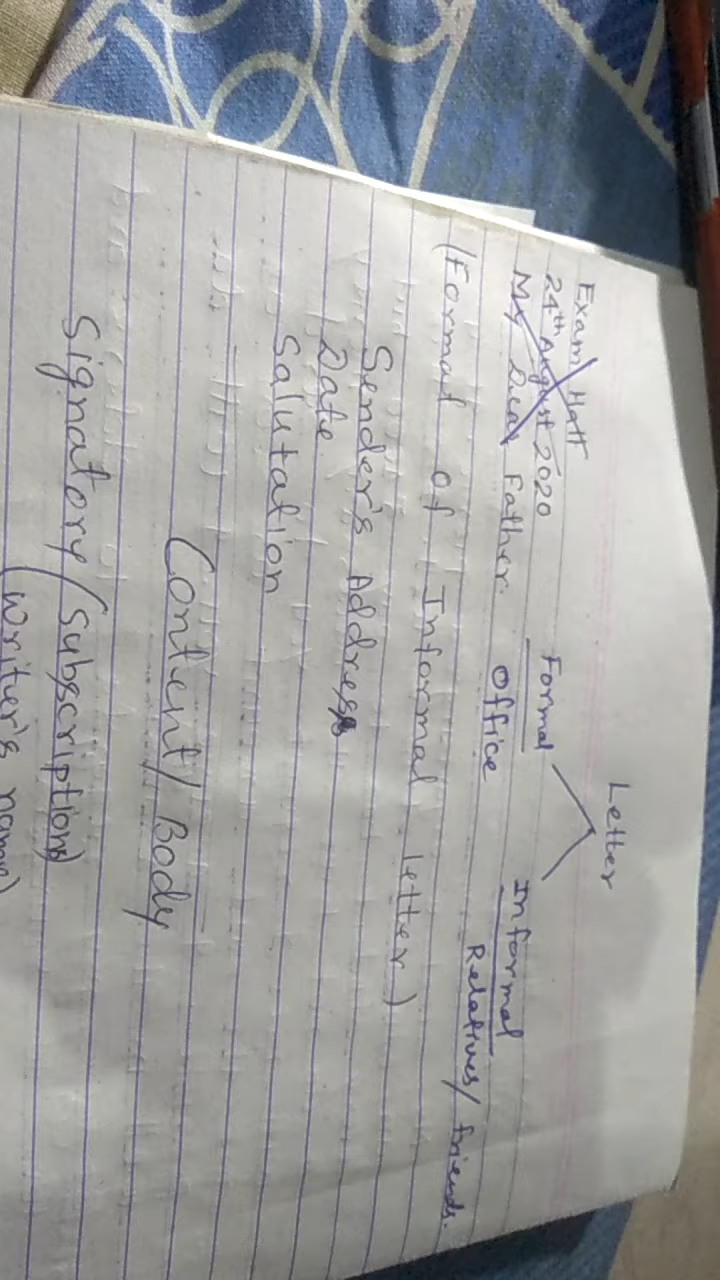 Letter
Formal Informal
Office Relatives/friends.
Exam Hall
24th August 2020
My Dear Father.
(Format of Informal letter)
Sender's Address
Date
Salutation
Content/Body
Signatory/Subscription)
(Writer's name)